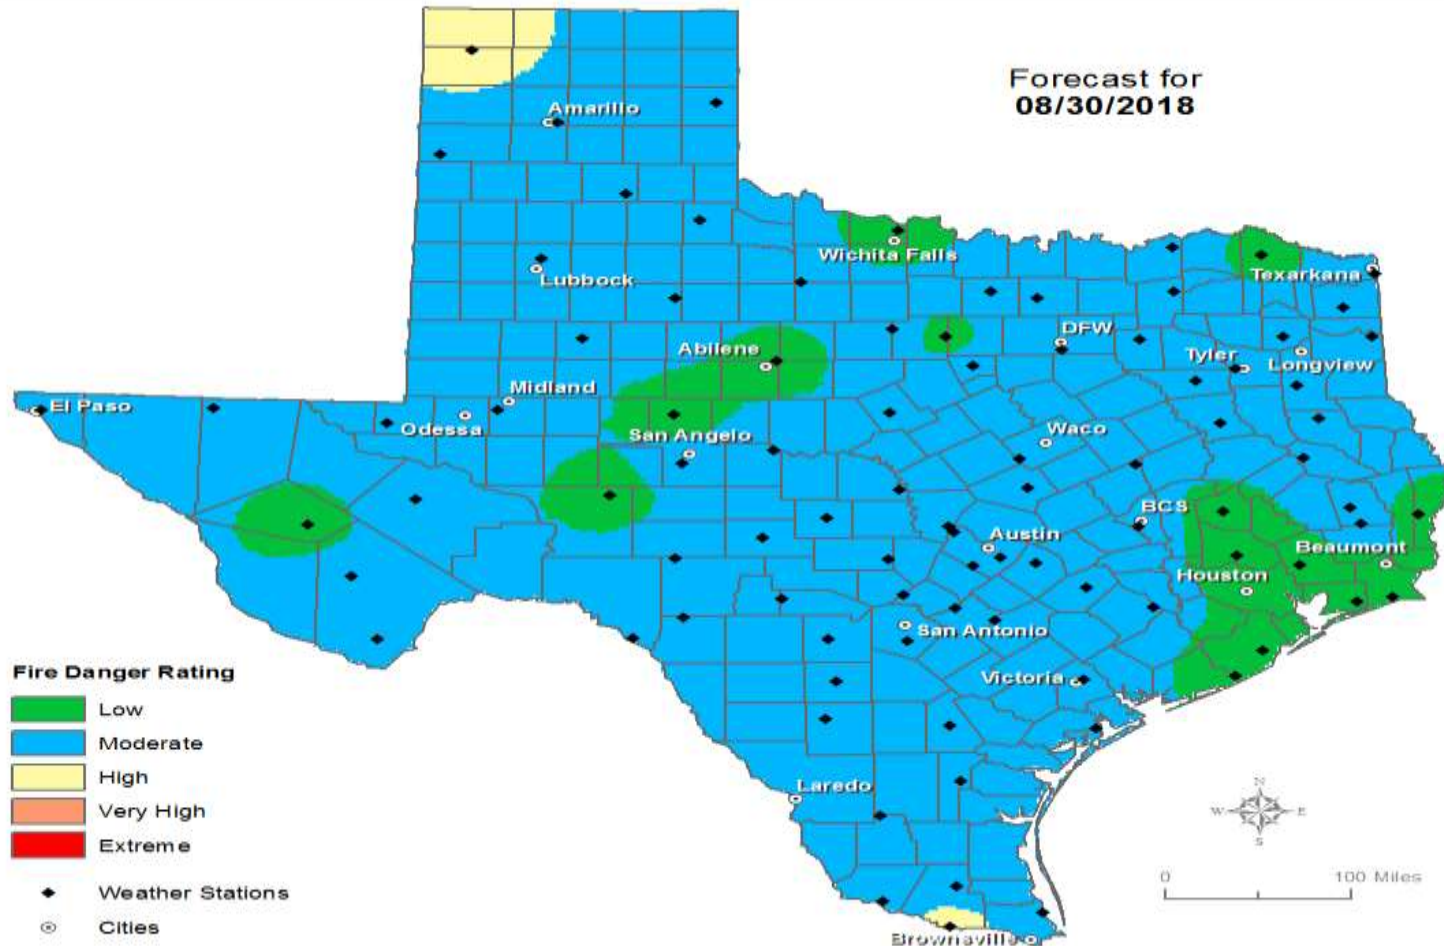 Forecast for
08/30/2018
Amarillo
Wichita Falls
Lubbock
Texarkana
DFW
Abilene
Tyler
Longview
Midland
El Paso
Odessa
San Angelo
Waco
BCS
Austin
Beaumont
Houston
San Antonio
Victoria
Laredo
Brownsville
Fire Danger Rating
Low
Moderate
High
Very High
Extreme
Weather Stations
Cities
N
W E
S
0 100 Miles